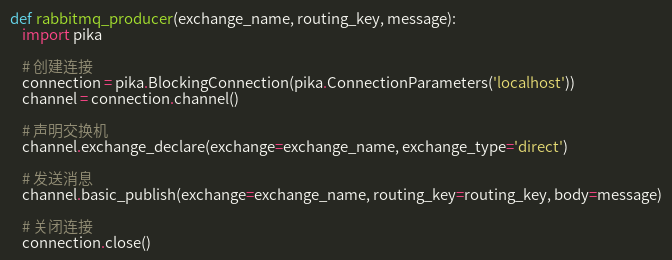 def rabbitmq_producer(exchange_name, routing_key, message):
    import pika

    # 创建连接
    connection = pika.BlockingConnection(pika.ConnectionParameters('localhost'))
    channel = connection.channel()

    # 声明交换机
    channel.exchange_declare(exchange=exchange_name, exchange_type='direct')

    # 发送消息
    channel.basic_publish(exchange=exchange_name, routing_key=routing_key, body=message)

    # 关闭连接
    connection.close()